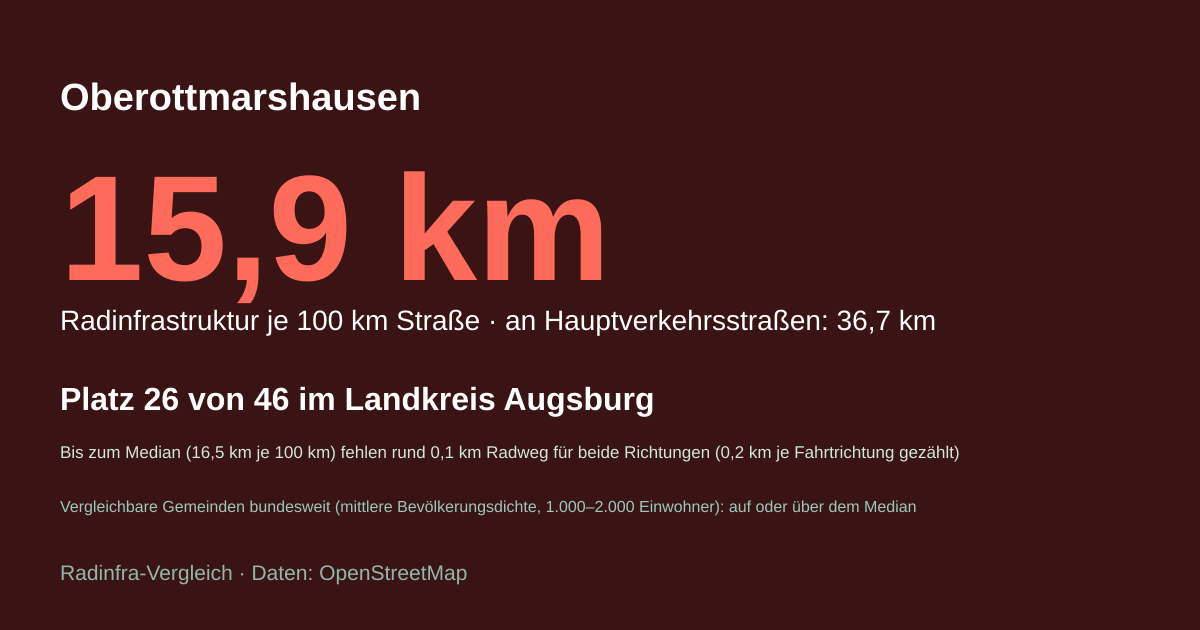 Oberottmarshausen
15,9 km
Radinfrastruktur je 100 km Straße · an Hauptverkehrsstraßen: 36,7 km
Platz 26 von 46 im Landkreis Augsburg
Bis zum Median (16,5 km je 100 km) fehlen rund 0,1 km Radweg für beide Richtungen (0,2 km je Fahrtrichtung gezählt)
Vergleichbare Gemeinden bundesweit (mittlere Bevölkerungsdichte, 1.000–2.000 Einwohner): auf oder über dem Median
Radinfra-Vergleich · Daten: OpenStreetMap